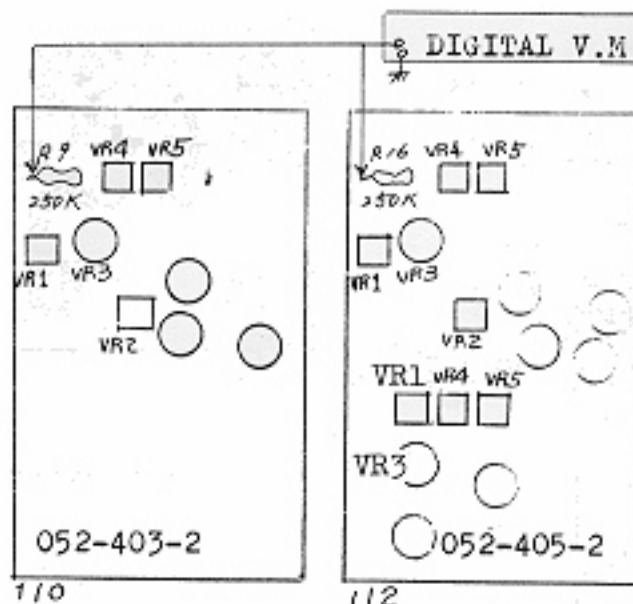 DIGITAL V.M
R9 VR4 VR5
250K
VR1 VR3
VR2
052-403-2
110
R16 VR4 VR5
250K
VR1 VR3
VR2
VR1 VR4 VR5
VR3
052-405-2
112